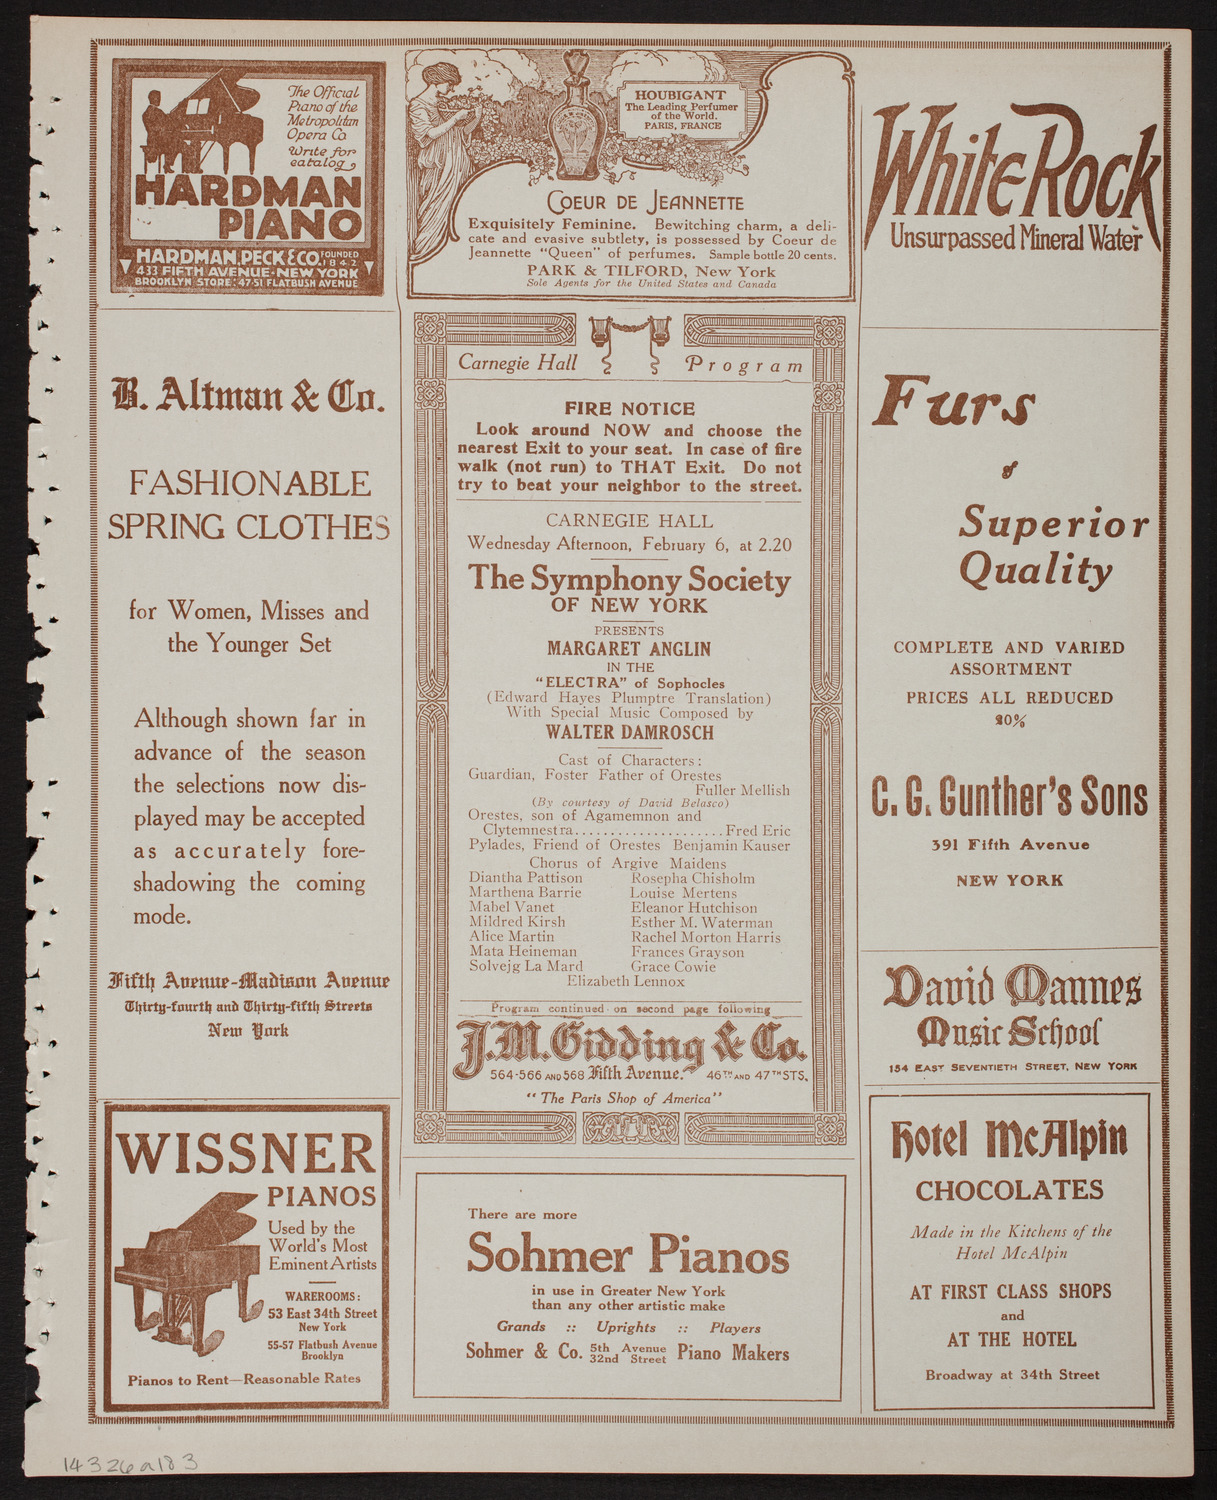 The Official
Piano of the
Metropolitan
Opera Co
Write for
catalog
HARDMAN
PIANO
HARDMAN, PECK & CO. FOUNDED 1842
433 FIFTH AVENUE · NEW YORK
BROOKLYN STORE: 47-51 FLATBUSH AVENUE
B. Altman & Co.
FASHIONABLE
SPRING CLOTHES
for Women, Misses and
the Younger Set
Although shown far in
advance of the season
the selections now dis-
played may be accepted
as accurately fore-
shadowing the coming
mode.
Fifth Avenue-Madison Avenue
Thirty-fourth and Thirty-fifth Streets
New York
WISSNER
PIANOS
Used by the
World's Most
Eminent Artists
WAREROOMS:
53 East 34th Street
New York
55-57 Flatbush Avenue
Brooklyn
Pianos to Rent—Reasonable Rates
HOUBIGANT
The Leading Perfumer
of the World.
PARIS, FRANCE
COEUR DE JEANNETTE
Exquisitely Feminine. Bewitching charm, a deli-
cate and evasive subtlety, is possessed by Coeur de
Jeannette "Queen" of perfumes. Sample bottle 20 cents.
PARK & TILFORD, New York
Sole Agents for the United States and Canada
Carnegie Hall Program
FIRE NOTICE
Look around NOW and choose the
nearest Exit to your seat. In case of fire
walk (not run) to THAT Exit. Do not
try to beat your neighbor to the street.
CARNEGIE HALL
Wednesday Afternoon, February 6, at 2.20
The Symphony Society
OF NEW YORK
PRESENTS
MARGARET ANGLIN
IN THE
"ELECTRA" of Sophocles
(Edward Hayes Plumptre Translation)
With Special Music Composed by
WALTER DAMROSCH
Cast of Characters:
Guardian, Foster Father of Orestes
Fuller Mellish
(By courtesy of David Belasco)
Orestes, son of Agamemnon and
Clytemnestra.....................Fred Eric
Pylades, Friend of Orestes Benjamin Kauser
Chorus of Argive Maidens
Diantha Pattison Rosepha Chisholm
Marthena Barrie Louise Mertens
Mabel Vanet Eleanor Hutchison
Mildred Kirsh Esther M. Waterman
Alice Martin Rachel Morton Harris
Mata Heineman Frances Grayson
Solvejg La Mard Grace Cowie
Elizabeth Lennox
Program continued on second page following
J.M. Gidding & Co.
564-566 AND 568 Fifth Avenue. 46TH AND 47TH STS.
"The Paris Shop of America"
There are more
Sohmer Pianos
in use in Greater New York
than any other artistic make
Grands :: Uprights :: Players
Sohmer & Co. 5th Avenue 32nd Street Piano Makers
White Rock
Unsurpassed Mineral Water
Furs
of
Superior
Quality
COMPLETE AND VARIED
ASSORTMENT
PRICES ALL REDUCED
20%
C. G. Gunther's Sons
391 Fifth Avenue
NEW YORK
David Mannes
Music School
154 EAST SEVENTIETH STREET, NEW YORK
Hotel McAlpin
CHOCOLATES
Made in the Kitchens of the
Hotel McAlpin
AT FIRST CLASS SHOPS
and
AT THE HOTEL
Broadway at 34th Street
14326a183